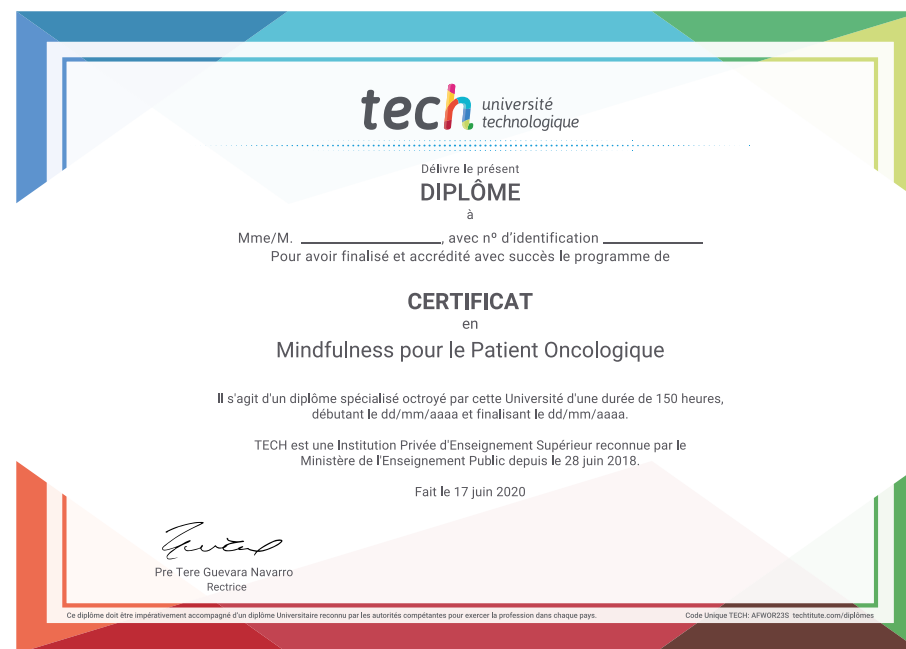 tech université
technologique
Délivre le présent
DIPLÔME
à
Mme/M. ____________________, avec nº d'identification ______________
Pour avoir finalisé et accrédité avec succès le programme de
CERTIFICAT
en
Mindfulness pour le Patient Oncologique
Il s'agit d'un diplôme spécialisé octroyé par cette Université d'une durée de 150 heures,
débutant le dd/mm/aaaa et finalisant le dd/mm/aaaa.
TECH est une Institution Privée d'Enseignement Supérieur reconnue par le
Ministère de l'Enseignement Public depuis le 28 juin 2018.
Fait le 17 juin 2020
Pre Tere Guevara Navarro
Rectrice
Ce diplôme doit être impérativement accompagné d'un diplôme Universitaire reconnu par les autorités compétantes pour exercer la profession dans chaque pays.
Code Unique TECH: AFWOR23S techtitute.com/diplômes